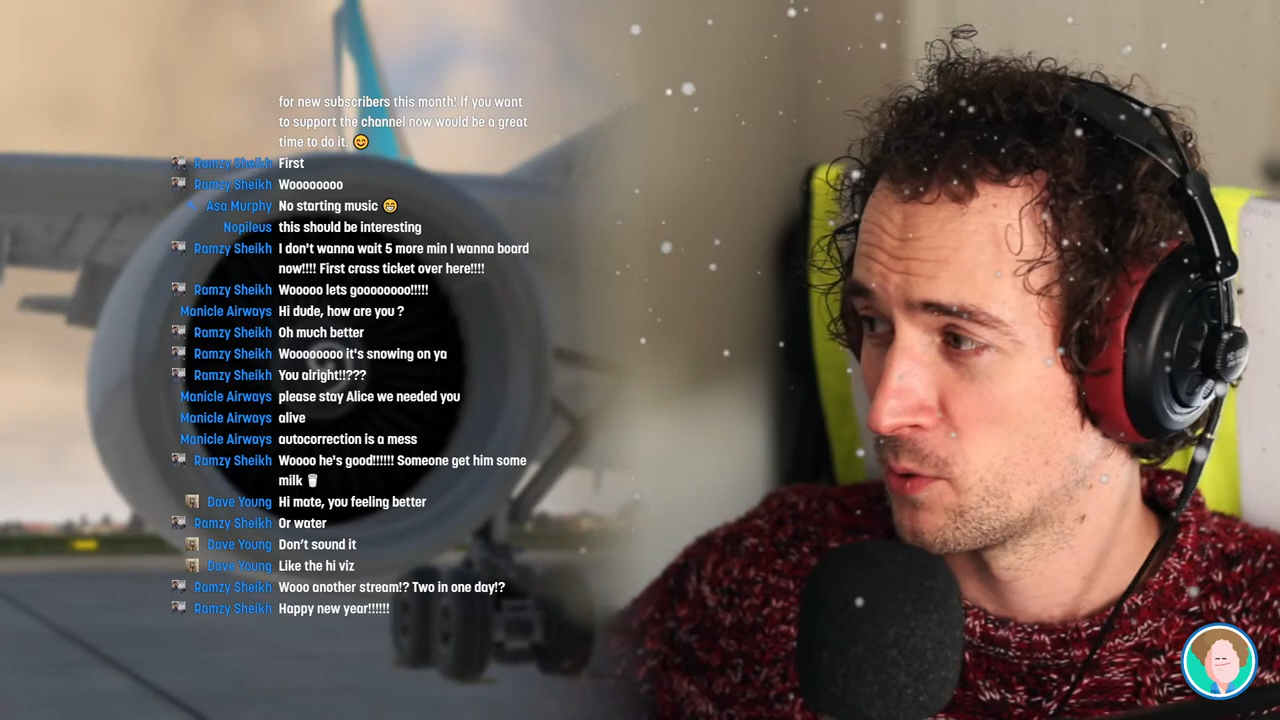 for new subscribers this month! If you want
to support the channel now would be a great
time to do it. 😊
Ramzy Sheikh First
Ramzy Sheikh Woooooooo
Asa Murphy No starting music 😁
Nopileus this should be interesting
Ramzy Sheikh I don't wanna wait 5 more min I wanna board
now!!!! First crass ticket over here!!!!
Ramzy Sheikh Wooooo lets goooooooo!!!!!
Manicle Airways Hi dude, how are you ?
Ramzy Sheikh Oh much better
Ramzy Sheikh Woooooooo it's snowing on ya
Ramzy Sheikh You alright!!???
Manicle Airways please stay Alice we needed you
Manicle Airways alive
Manicle Airways autocorrection is a mess
Ramzy Sheikh Woooo he's good!!!!!! Someone get him some
milk 🥛
Dave Young Hi mate, you feeling better
Ramzy Sheikh Or water
Dave Young Don't sound it
Dave Young Like the hi viz
Ramzy Sheikh Wooo another stream!? Two in one day!?
Ramzy Sheikh Happy new year!!!!!!